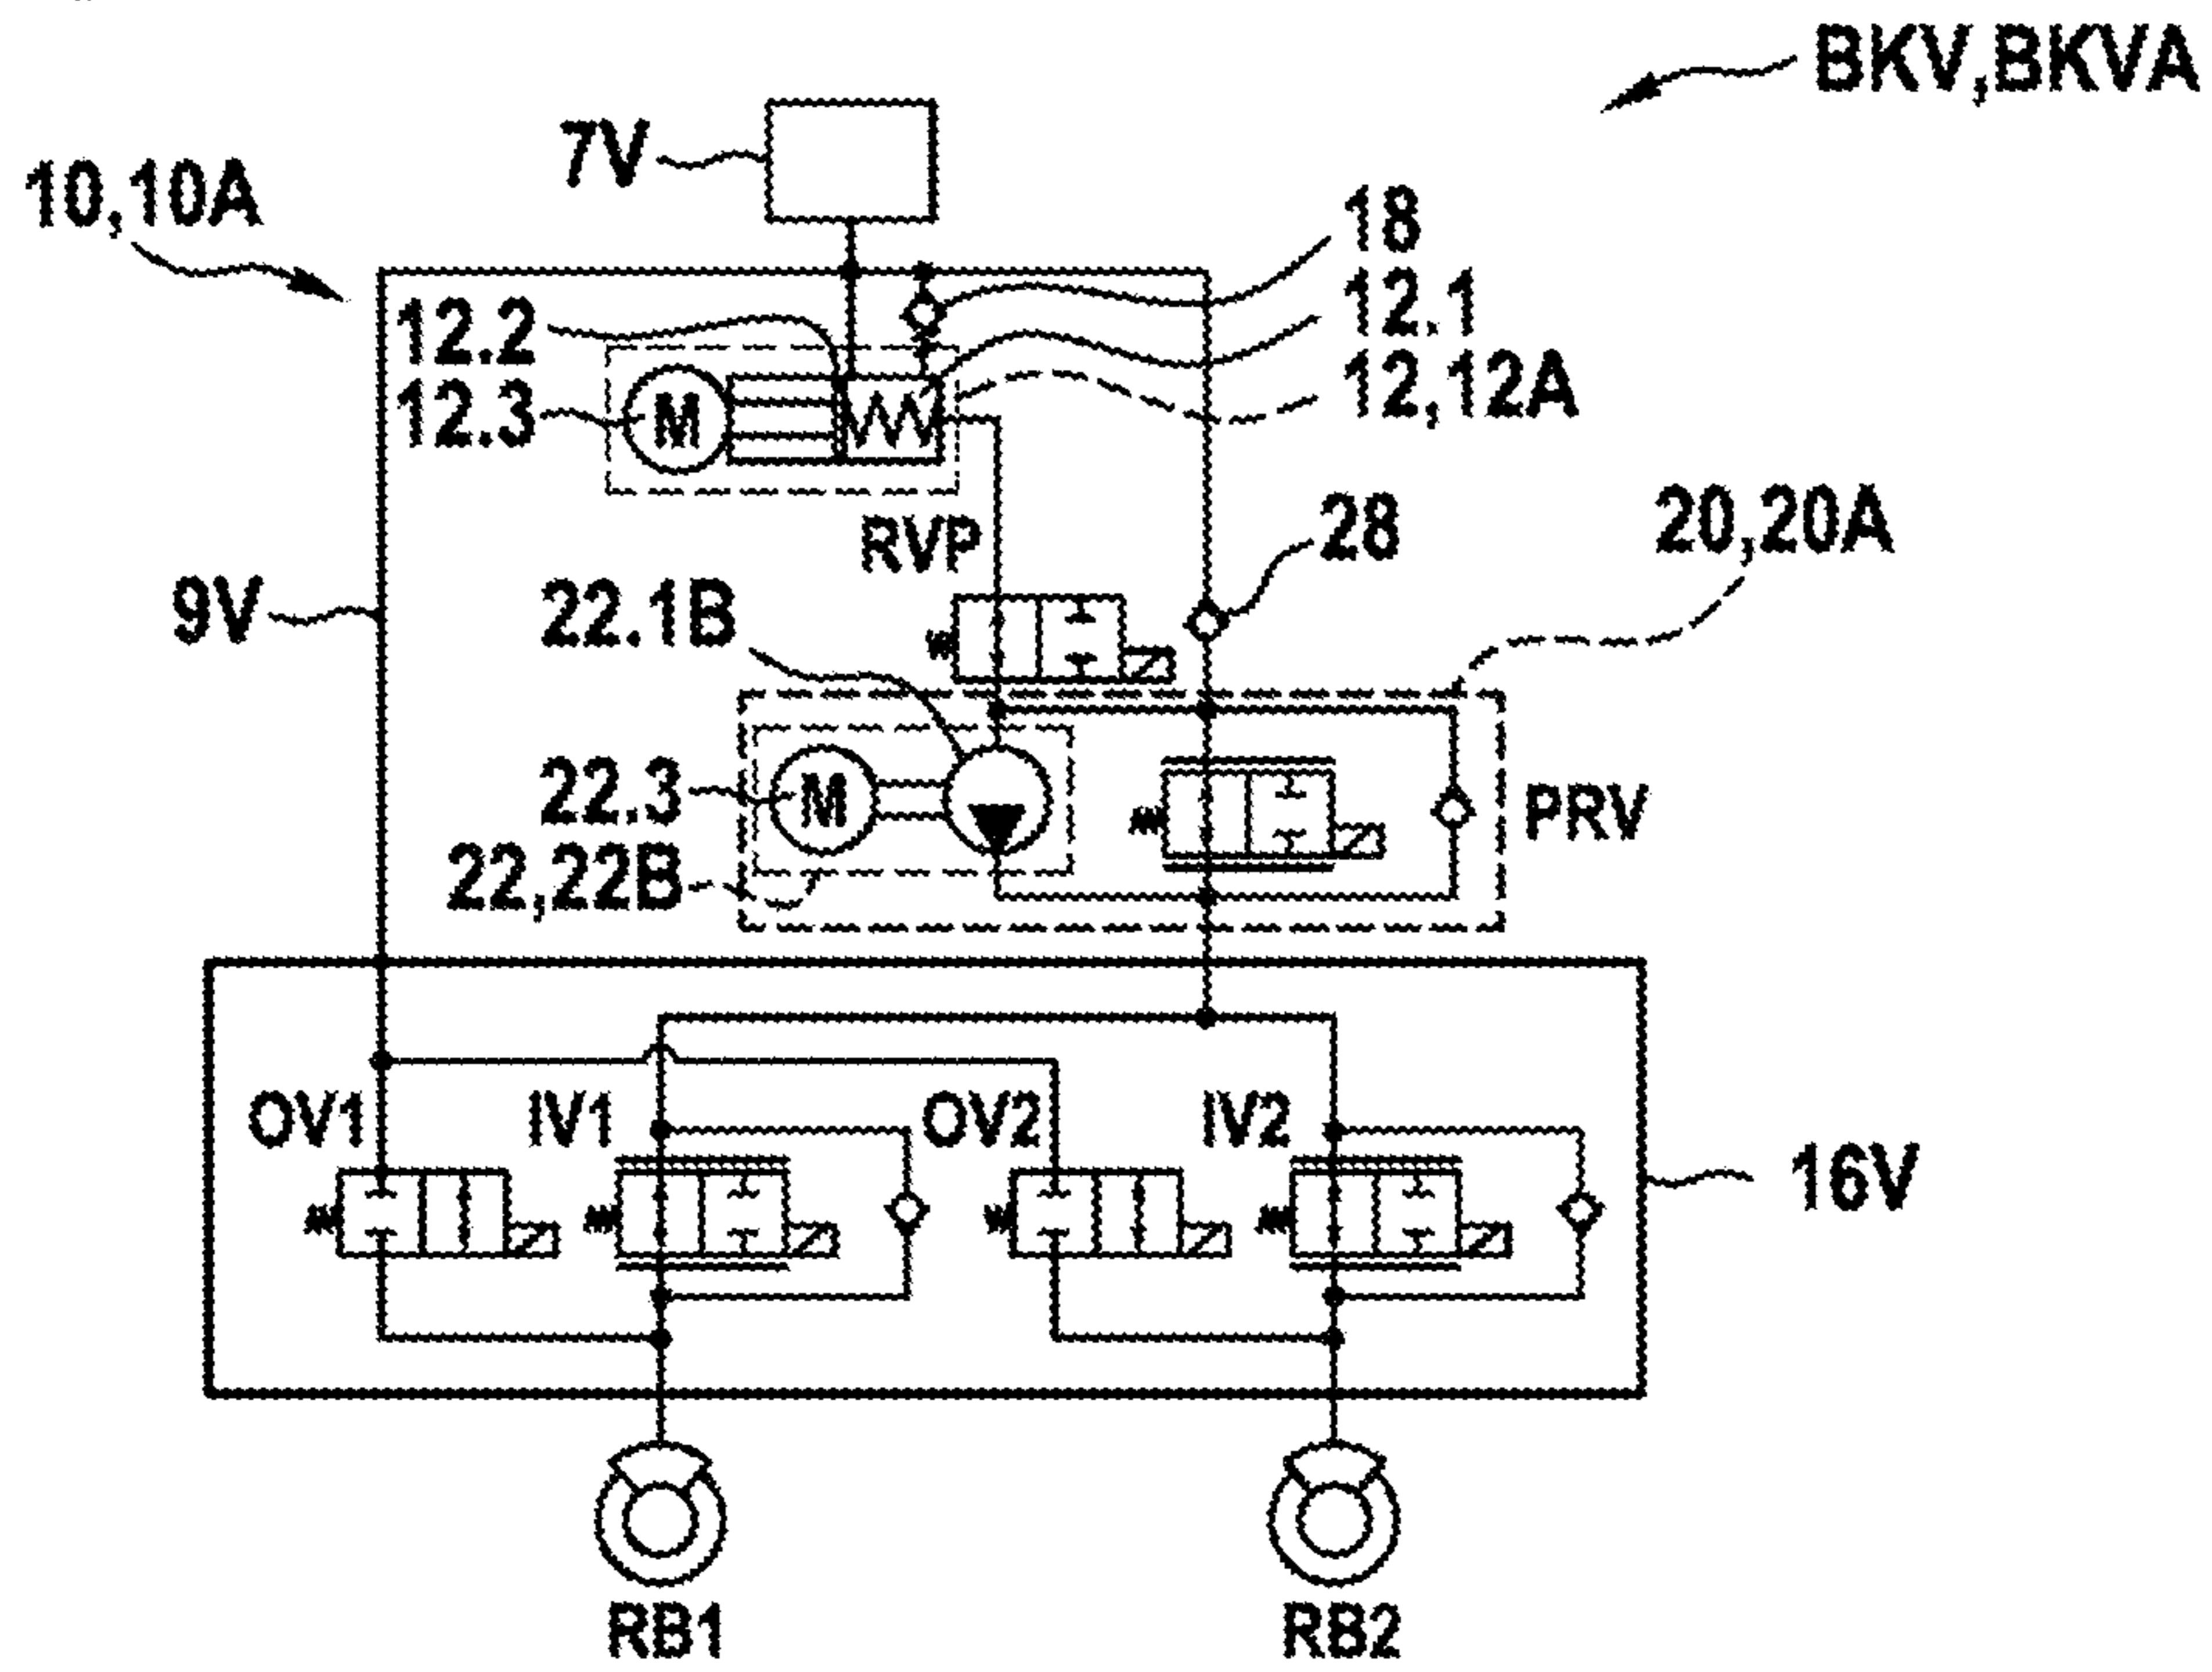 BKV,BKVA
7V
10,10A
18
12.2
12.1
12.3
M
12,12A
RVP
28
20,20A
9V
22.1B
22.3
M
PRV
22,22B
OV1
IV1
OV2
IV2
16V
RB1
RB2